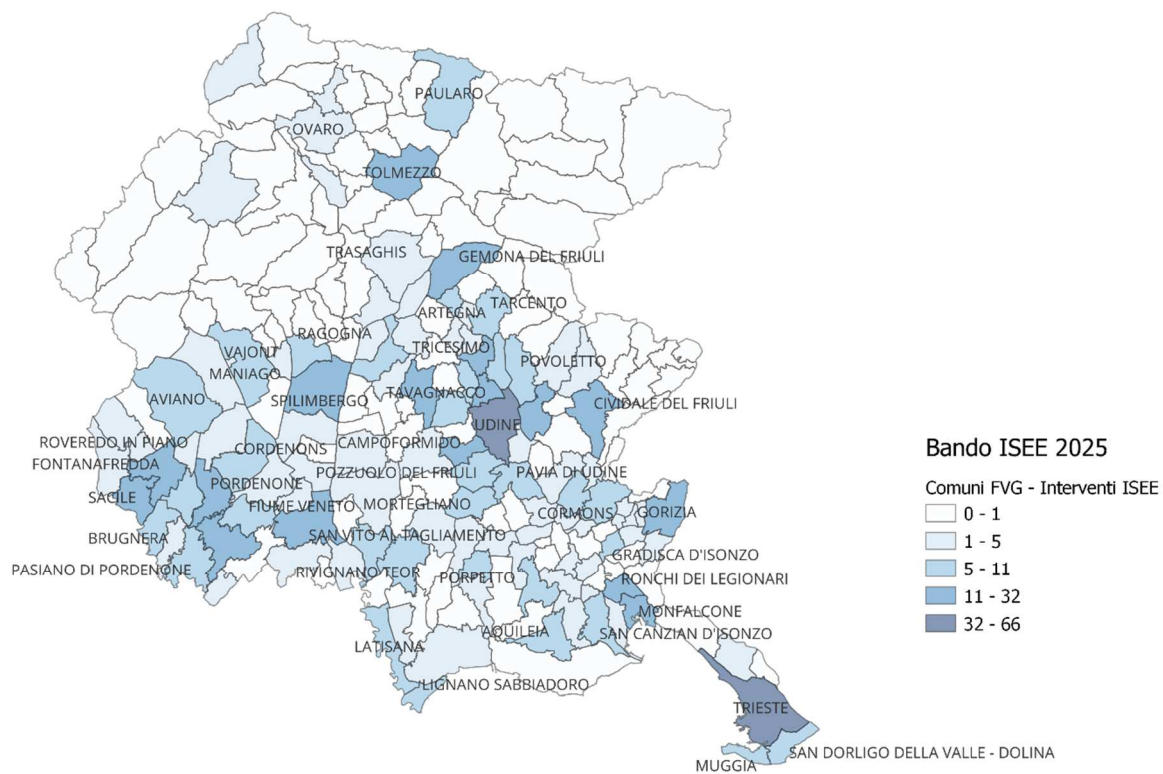 PAULARO
OVARO
TOLMEZZO
TRASAGHIS
GEMONA DEL FRIULI
TARCENTO
ARTEGNA
RAGOGNA
TRICESIMO
VAJONT
POVOLETTO
MANIAGO
TAVAGNACCO
AVIANO
SPILIMBERGO
CIVIDALE DEL FRIULI
UDINE
ROVEREDO IN PIANO
CAMPOFORMIDO
CORDENONS
FONTANAFREDDA
POZZUOLO DEL FRIULI
PAVIA DI UDINE
PORDENONE
SACILE
FIUME VENETO
MORTEGLIANO
CORMONS
GORIZIA
BRUGNERA
SAN VITO AL TAGLIAMENTO
GRADISCA D'ISONZO
PASIANO DI PORDENONE
RIVIGNANO TEOR
PORPETTO
RONCHI DEI LEGIONARI
MONFALCONE
AQUILEIA
SAN CANZIAN D'ISONZO
LATISANA
LIGNANO SABBIADORO
TRIESTE
MUGGIA
SAN DORLIGO DELLA VALLE - DOLINA
Bando ISEE 2025
Comuni FVG - Interventi ISEE
0 - 1
1 - 5
5 - 11
11 - 32
32 - 66